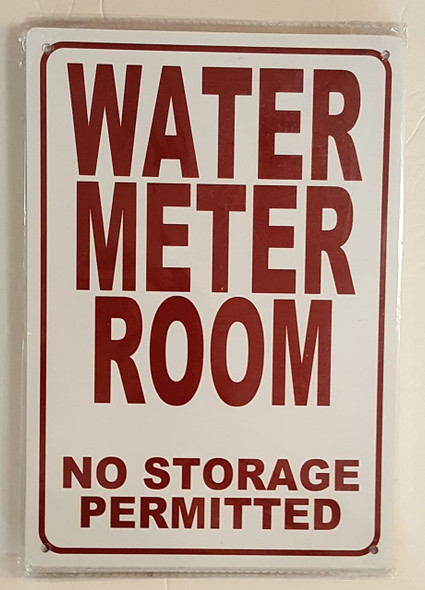 WATER
METER
ROOM
NO STORAGE
PERMITTED